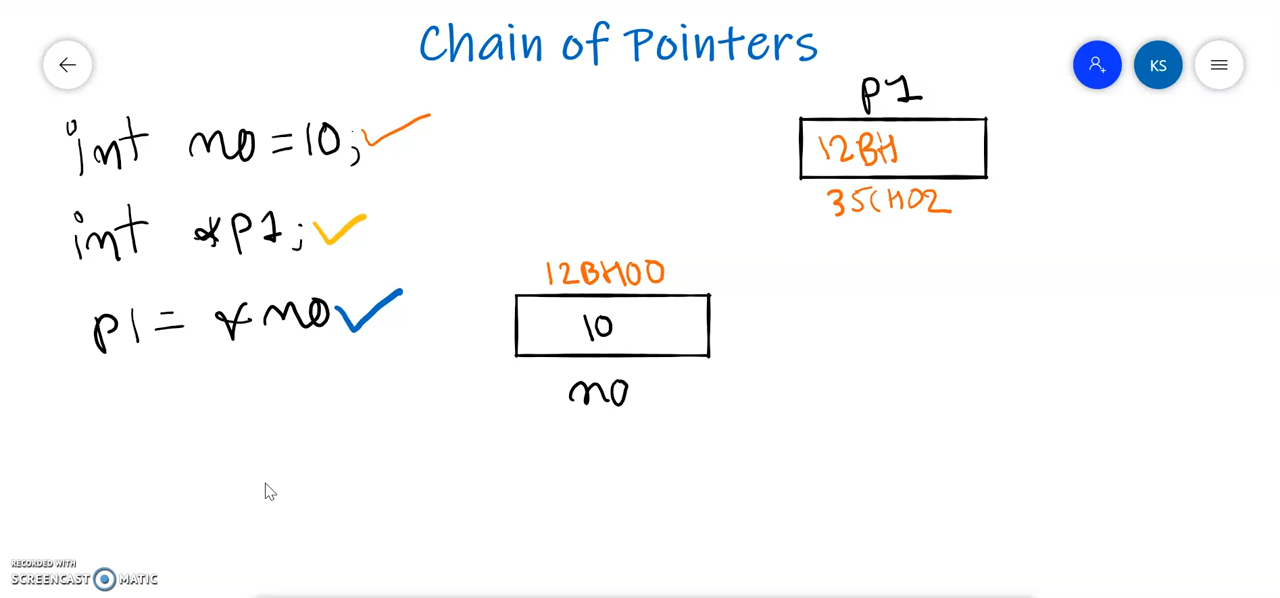 Chain of Pointers
KS
int no=10;
int *p1;
p1= &no
p1
12BH
35CH02
12BH00
10
no
RECORDED WITH
SCREENCAST MATIC